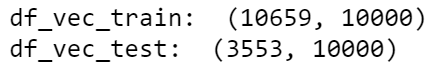 df_vec_train:  (10659, 10000)
df_vec_test:  (3553, 10000)